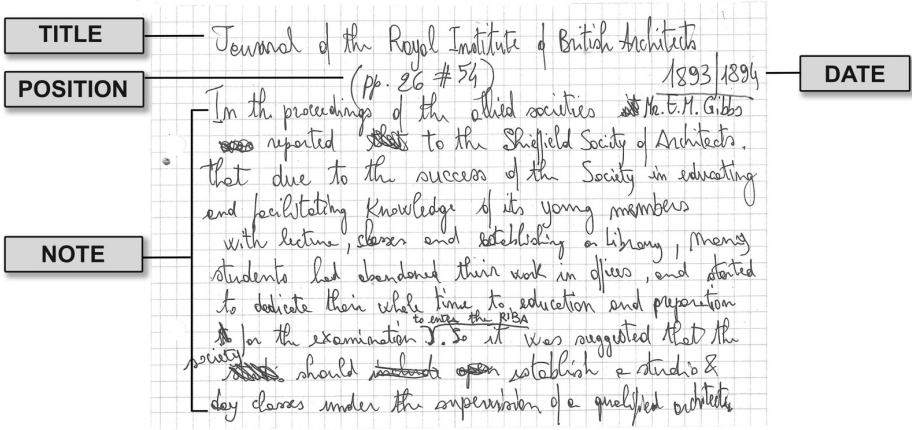 TITLE
Journal of the Royal Institute of British Architects
POSITION
(pp. 26 # 54)
1893/1894
DATE
In the proceedings of the allied societies Mr. E.M. Gibbs
reported to the Sheffield Socity of Architects.
that due to the success of the Society in educating
and facilitating Knowledge of its young members
NOTE
with lecture, classes and establishing a library, many
students had abandoned their work in offices, and started
to dedicate their whole time to education and preparation
to enter the RIBA
for the examination). So it was suggested that the
society
should include open establish a studio &
day classes under the supervision of a qualified architects